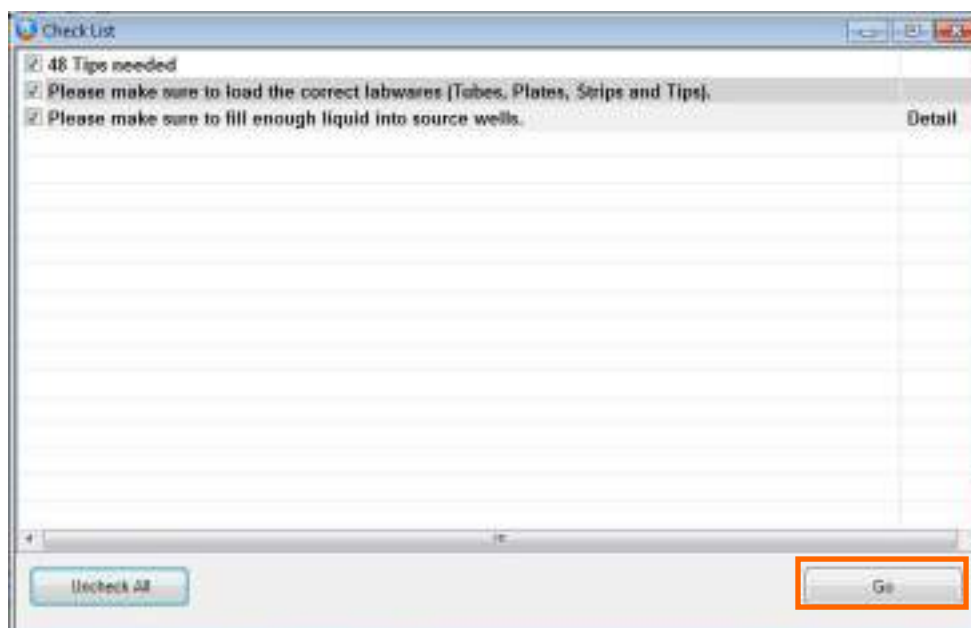 Check List
48 Tips needed
Please make sure to load the correct labwares (Tubes, Plates, Strips and Tips).
Please make sure to fill enough liquid into source wells. Detail
Uncheck All
Go